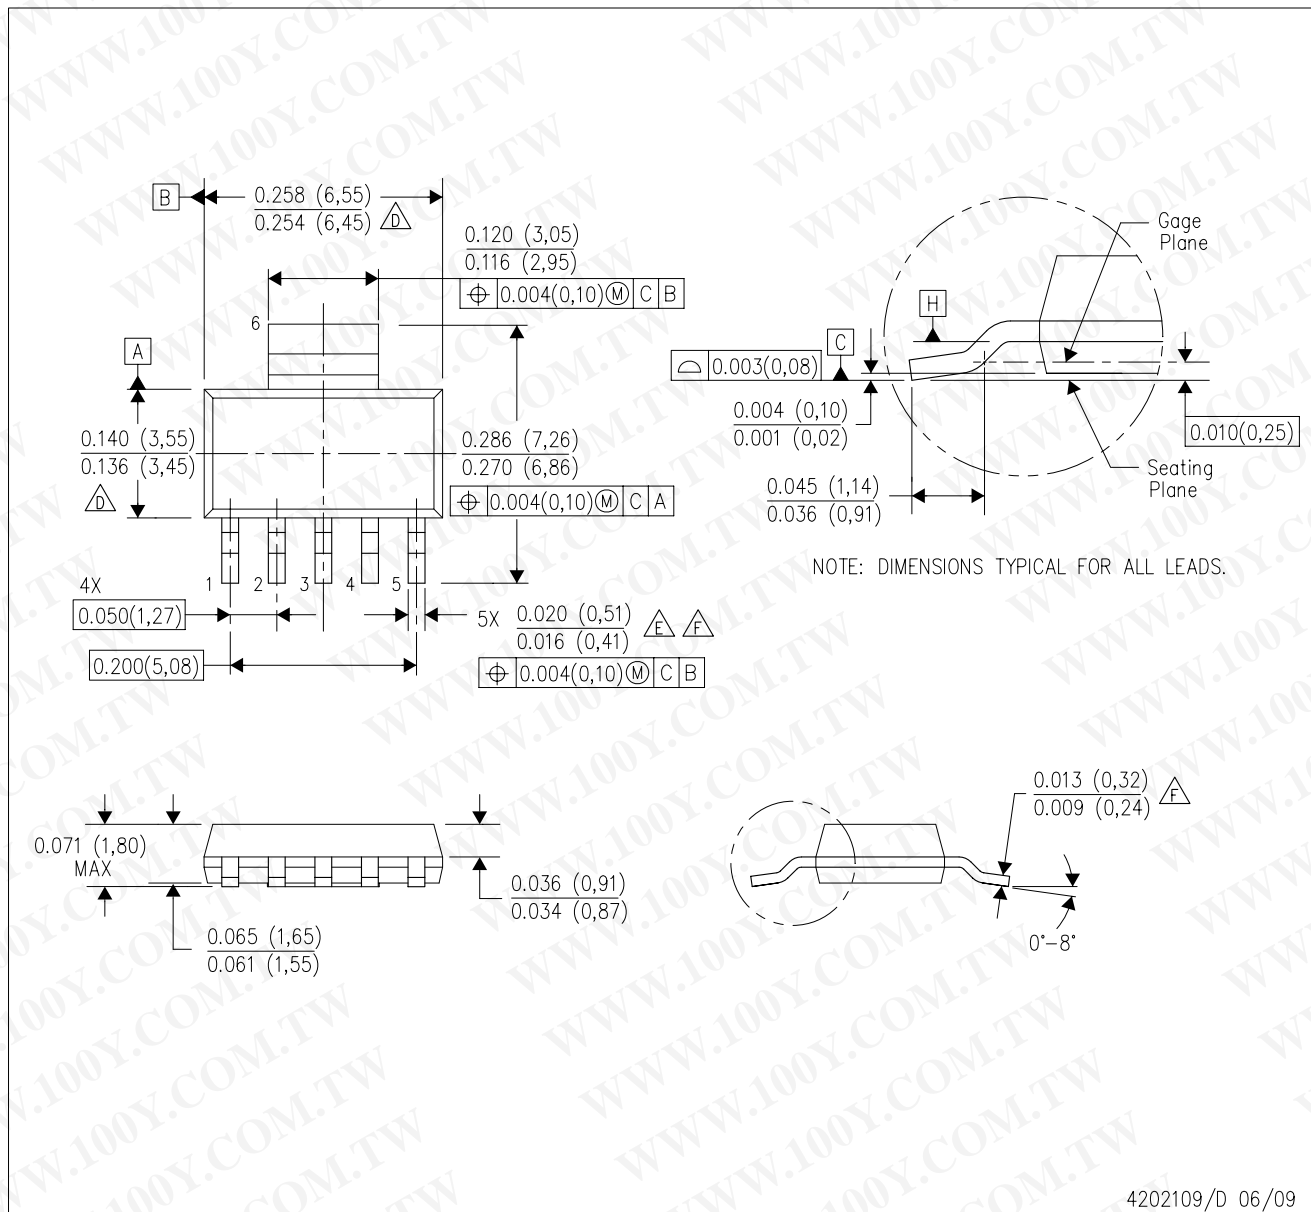 B
0.258 (6,55)
0.254 (6,45) D
0.120 (3,05)
0.116 (2,95)
0.004(0,10) M C B
6
A
0.140 (3,55)
0.136 (3,45)
D
0.286 (7,26)
0.270 (6,86)
0.004(0,10) M C A
4X
1 2 3 4 5
0.050(1,27)
0.200(5,08)
5X 0.020 (0,51)
0.016 (0,41) E F
0.004(0,10) M C B
Gage
Plane
H
C
0.003(0,08)
0.004 (0,10)
0.001 (0,02)
0.010(0,25)
0.045 (1,14)
0.036 (0,91)
Seating
Plane
NOTE: DIMENSIONS TYPICAL FOR ALL LEADS.
0.071 (1,80)
MAX
0.065 (1,65)
0.061 (1,55)
0.036 (0,91)
0.034 (0,87)
0.013 (0,32)
0.009 (0,24) F
0°–8°
4202109/D 06/09
WWW.100Y.COM.TW